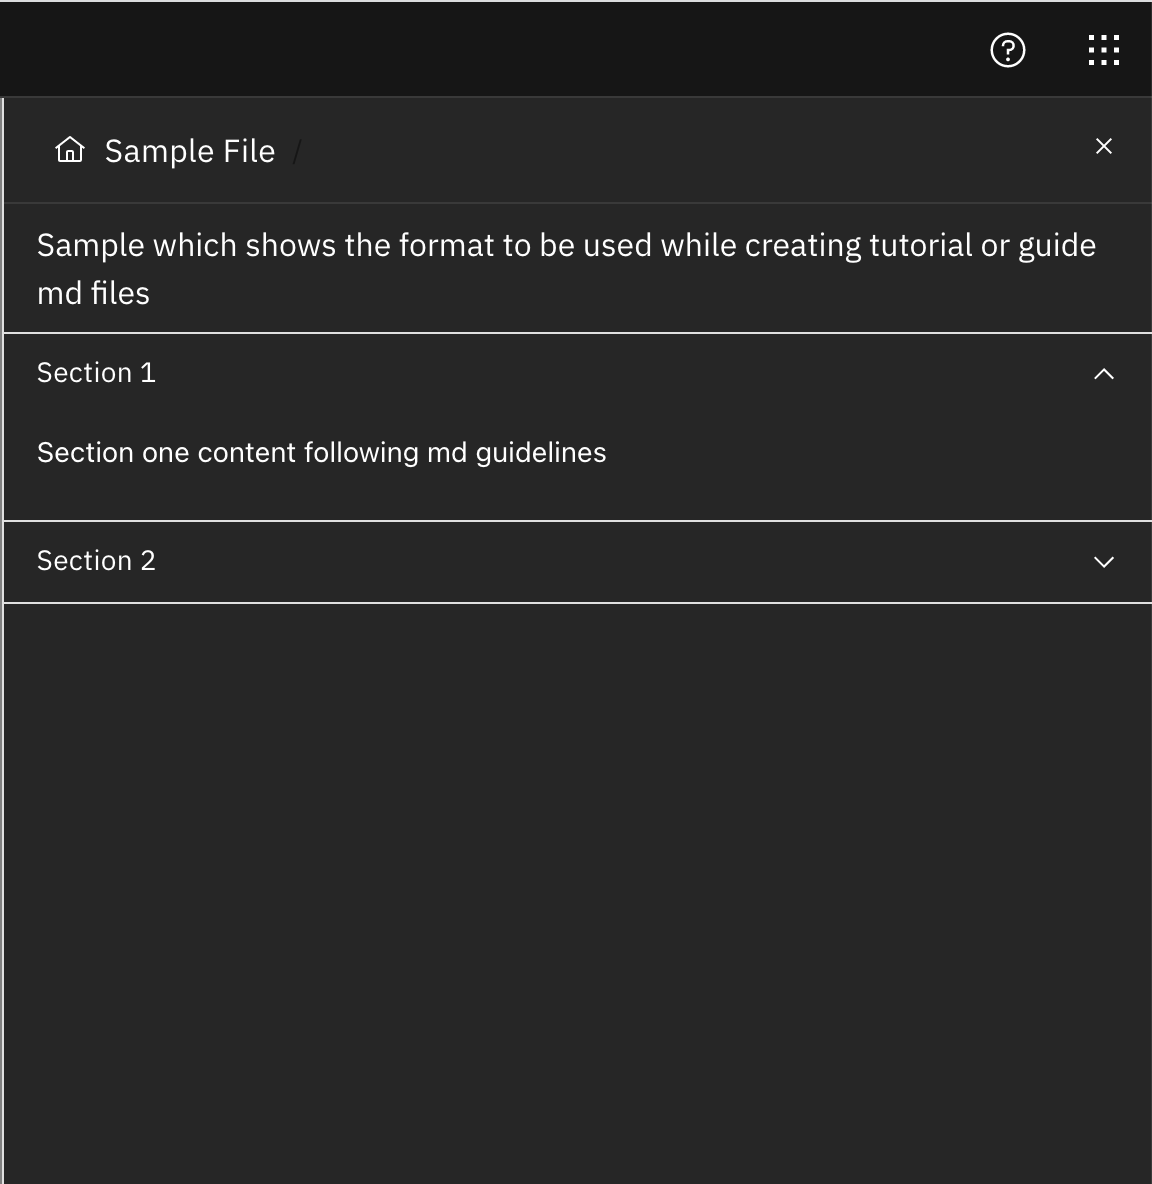 Sample File /
Sample which shows the format to be used while creating tutorial or guide
md files
Section 1
Section one content following md guidelines
Section 2